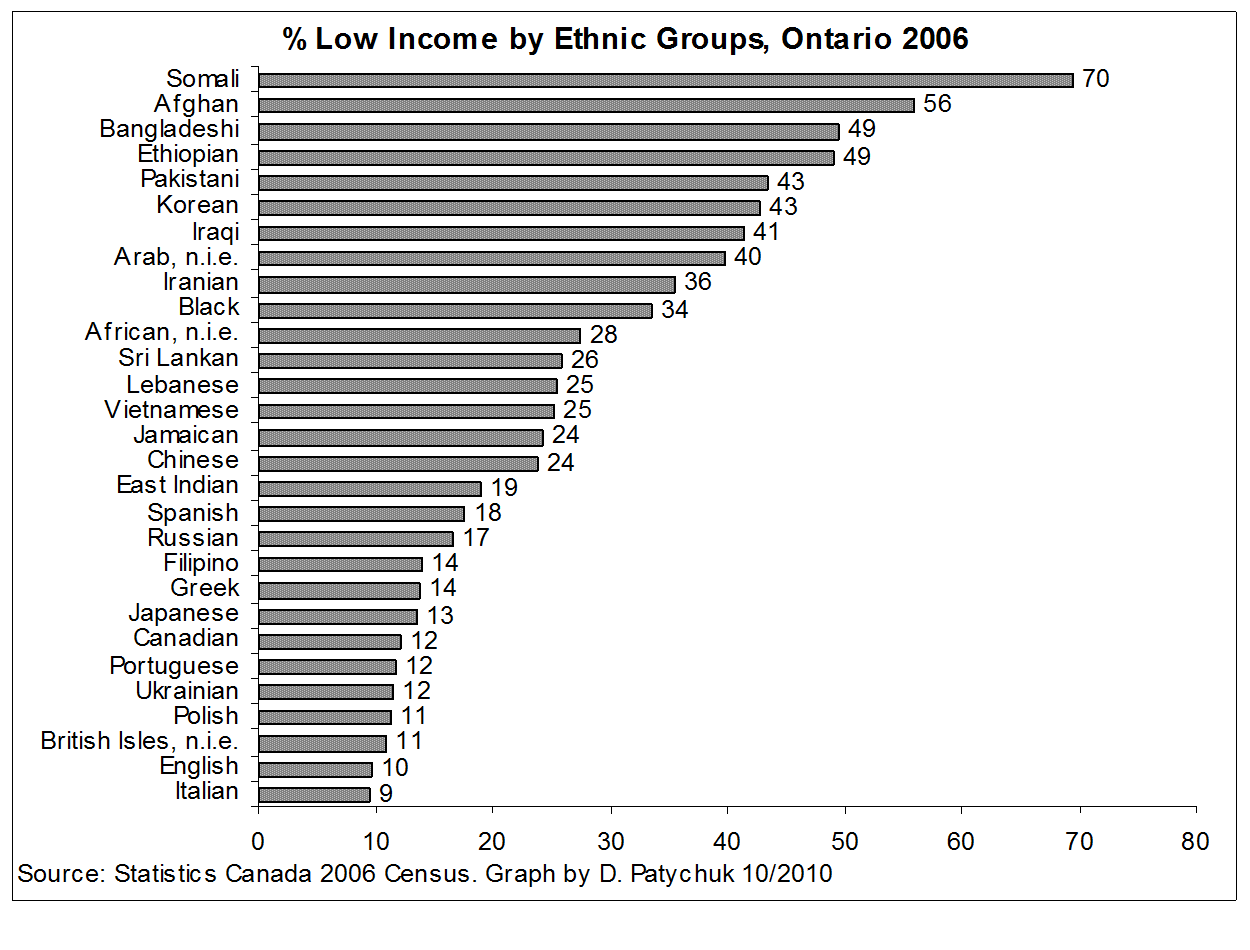 % Low Income by Ethnic Groups, Ontario 2006
Somali 70
Afghan 56
Bangladeshi 49
Ethiopian 49
Pakistani 43
Korean 43
Iraqi 41
Arab, n.i.e. 40
Iranian 36
Black 34
African, n.i.e. 28
Sri Lankan 26
Lebanese 25
Vietnamese 25
Jamaican 24
Chinese 24
East Indian 19
Spanish 18
Russian 17
Filipino 14
Greek 14
Japanese 13
Canadian 12
Portuguese 12
Ukrainian 12
Polish 11
British Isles, n.i.e. 11
English 10
Italian 9
0 10 20 30 40 50 60 70 80
Source: Statistics Canada 2006 Census. Graph by D. Patychuk 10/2010